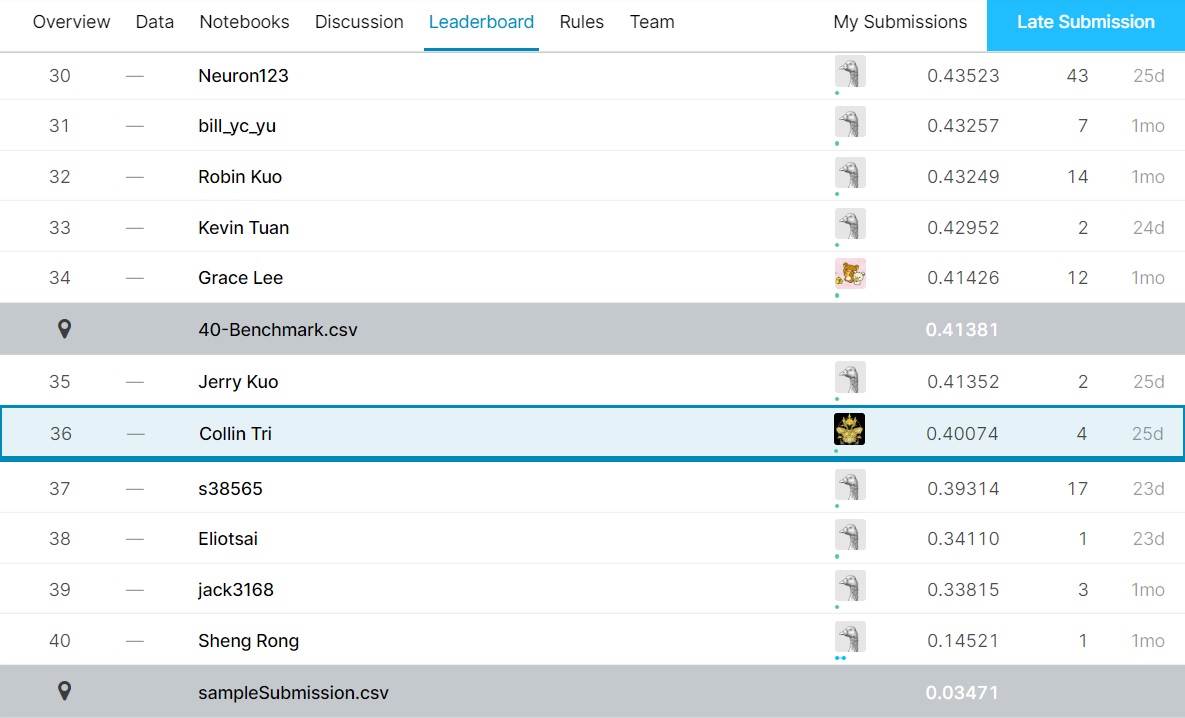 Overview Data Notebooks Discussion Leaderboard Rules Team My Submissions Late Submission
30 — Neuron123 0.43523 43 25d
31 — bill_yc_yu 0.43257 7 1mo
32 — Robin Kuo 0.43249 14 1mo
33 — Kevin Tuan 0.42952 2 24d
34 — Grace Lee 0.41426 12 1mo
40-Benchmark.csv 0.41381
35 — Jerry Kuo 0.41352 2 25d
36 — Collin Tri 0.40074 4 25d
37 — s38565 0.39314 17 23d
38 — Eliotsai 0.34110 1 23d
39 — jack3168 0.33815 3 1mo
40 — Sheng Rong 0.14521 1 1mo
sampleSubmission.csv 0.03471